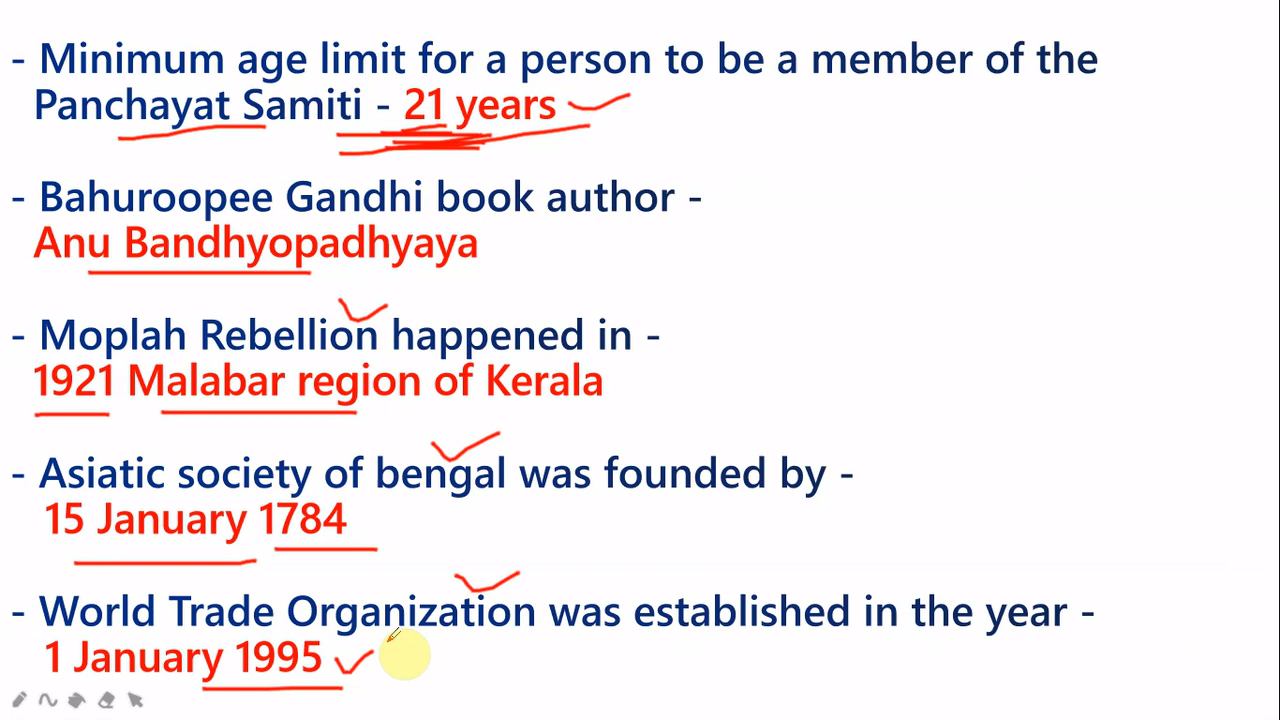 - Minimum age limit for a person to be a member of the
Panchayat Samiti - 21 years
- Bahuroopee Gandhi book author -
Anu Bandhyopadhyaya
- Moplah Rebellion happened in -
1921 Malabar region of Kerala
- Asiatic society of bengal was founded by -
15 January 1784
- World Trade Organization was established in the year -
1 January 1995